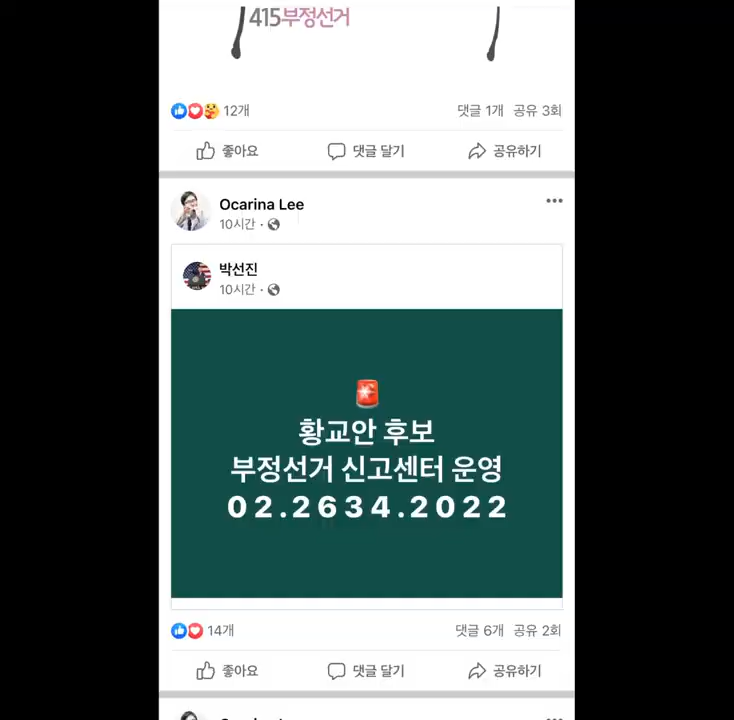 415부정선거
12개
댓글 1개 공유 3회
좋아요 댓글 달기 공유하기
Ocarina Lee
10시간 ·
박선진
10시간 ·
황교안 후보
부정선거 신고센터 운영
02.2634.2022
14개
댓글 6개 공유 2회
좋아요 댓글 달기 공유하기